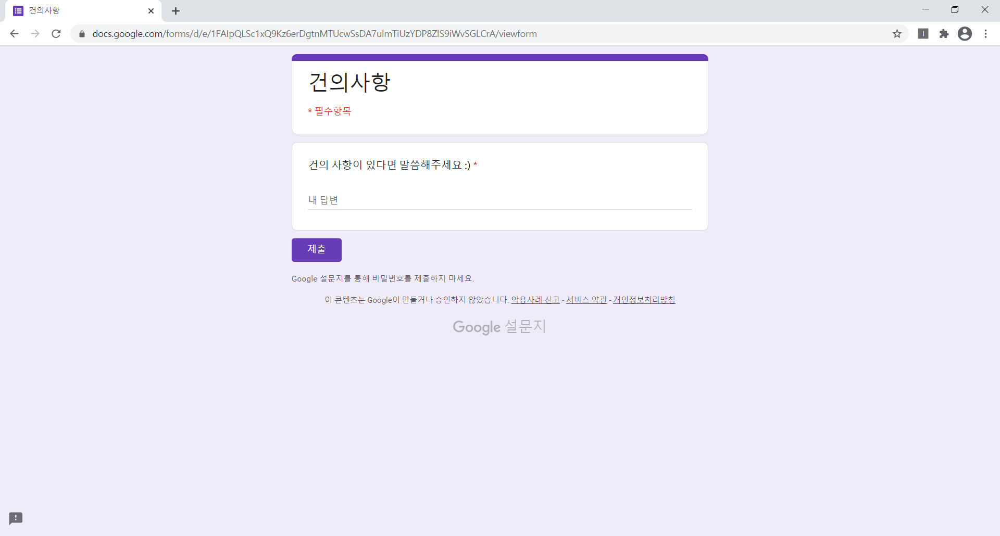 건의사항
docs.google.com/forms/d/e/1FAIpQLSc1xQ9Kz6erDgtnMTUcwSsDA7ulmTiUzYDP8ZlS9iWvSGLCrA/viewform
건의사항
* 필수항목
건의 사항이 있다면 말씀해주세요 :) *
내 답변
제출
Google 설문지를 통해 비밀번호를 제출하지 마세요.
이 콘텐츠는 Google이 만들거나 승인하지 않았습니다. 악용사례 신고 - 서비스 약관 - 개인정보처리방침
Google 설문지